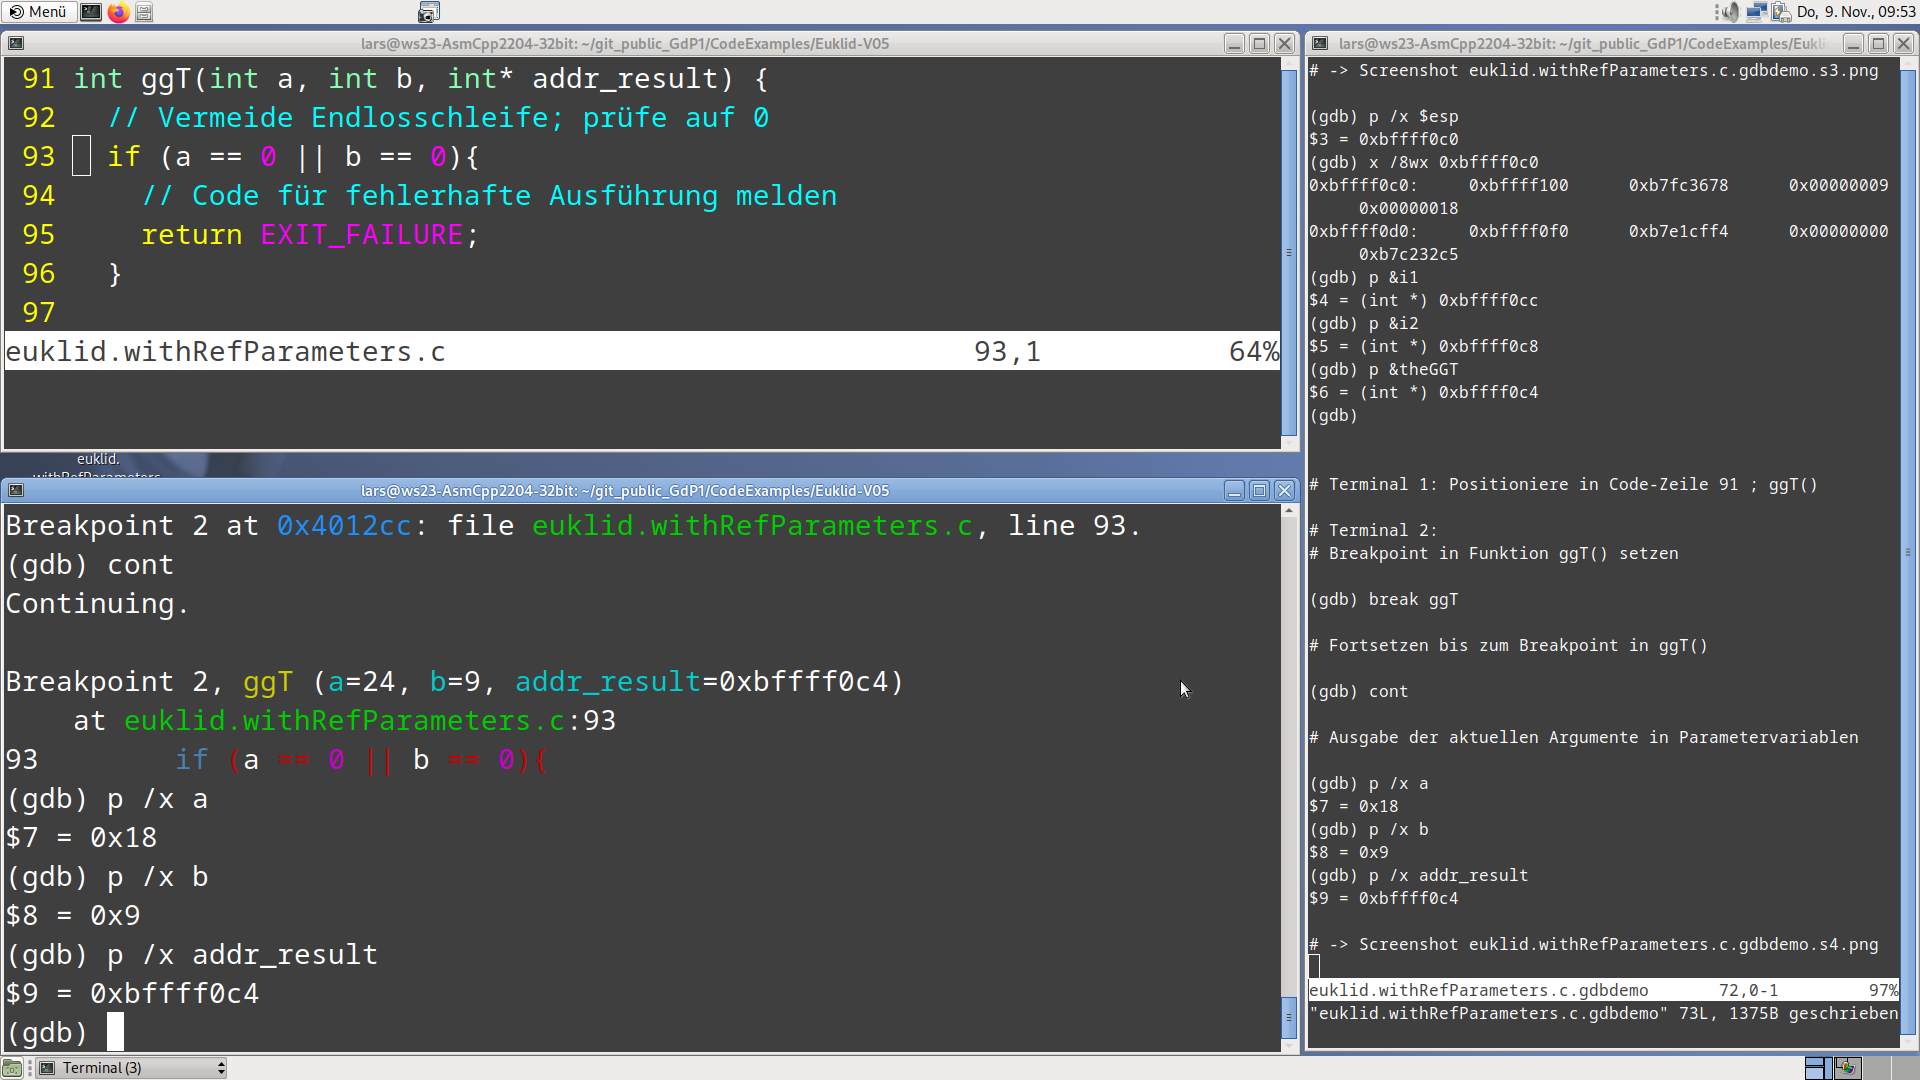 Menü
Do, 9. Nov., 09:53
lars@ws23-AsmCpp2204-32bit: ~/git_public_GdP1/CodeExamples/Euklid-V05
91 int ggT(int a, int b, int* addr_result) {
92   // Vermeide Endlosschleife; prüfe auf 0
93   if (a == 0 || b == 0){
94     // Code für fehlerhafte Ausführung melden
95     return EXIT_FAILURE;
96   }
97
euklid.withRefParameters.c 93,1 64%
euklid.
withRefParameters
lars@ws23-AsmCpp2204-32bit: ~/git_public_GdP1/CodeExamples/Euklid-V05
Breakpoint 2 at 0x4012cc: file euklid.withRefParameters.c, line 93.
(gdb) cont
Continuing.
Breakpoint 2, ggT (a=24, b=9, addr_result=0xbffff0c4)
    at euklid.withRefParameters.c:93
93        if (a == 0 || b == 0){
(gdb) p /x a
$7 = 0x18
(gdb) p /x b
$8 = 0x9
(gdb) p /x addr_result
$9 = 0xbffff0c4
(gdb)
lars@ws23-AsmCpp2204-32bit: ~/git_public_GdP1/CodeExamples/Eukli
# -> Screenshot euklid.withRefParameters.c.gdbdemo.s3.png
(gdb) p /x $esp
$3 = 0xbffff0c0
(gdb) x /8wx 0xbffff0c0
0xbffff0c0:     0xbffff100      0xb7fc3678      0x00000009
     0x00000018
0xbffff0d0:     0xbffff0f0      0xb7e1cff4      0x00000000
     0xb7c232c5
(gdb) p &i1
$4 = (int *) 0xbffff0cc
(gdb) p &i2
$5 = (int *) 0xbffff0c8
(gdb) p &theGGT
$6 = (int *) 0xbffff0c4
(gdb)
# Terminal 1: Positioniere in Code-Zeile 91 ; ggT()
# Terminal 2:
# Breakpoint in Funktion ggT() setzen
(gdb) break ggT
# Fortsetzen bis zum Breakpoint in ggT()
(gdb) cont
# Ausgabe der aktuellen Argumente in Parametervariablen
(gdb) p /x a
$7 = 0x18
(gdb) p /x b
$8 = 0x9
(gdb) p /x addr_result
$9 = 0xbffff0c4
# -> Screenshot euklid.withRefParameters.c.gdbdemo.s4.png
euklid.withRefParameters.c.gdbdemo 72,0-1 97%
"euklid.withRefParameters.c.gdbdemo" 73L, 1375B geschrieben
Terminal (3)